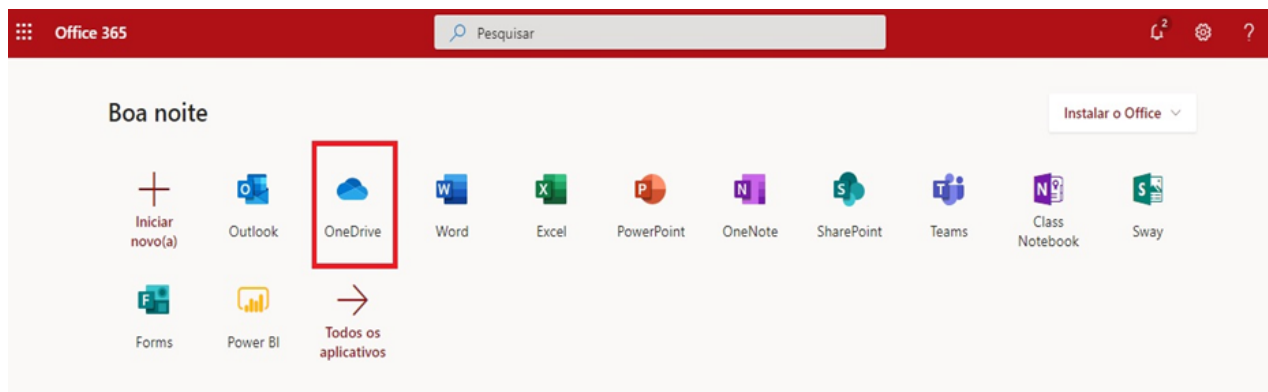 Office 365
Pesquisar
2
?
Boa noite
Instalar o Office
Iniciar
novo(a)
Outlook
OneDrive
Word
Excel
PowerPoint
OneNote
SharePoint
Teams
Class
Notebook
Sway
Forms
Power BI
Todos os
aplicativos